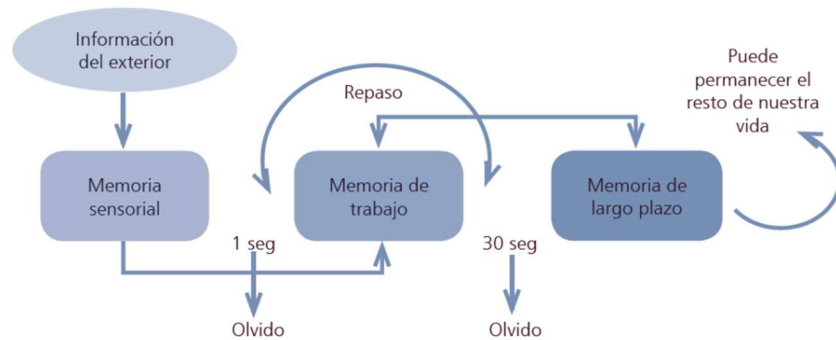 Información
del exterior
Puede
permanecer el
resto de nuestra
vida
Repaso
Memoria
sensorial
Memoria de
trabajo
Memoria de
largo plazo
1 seg
30 seg
Olvido
Olvido